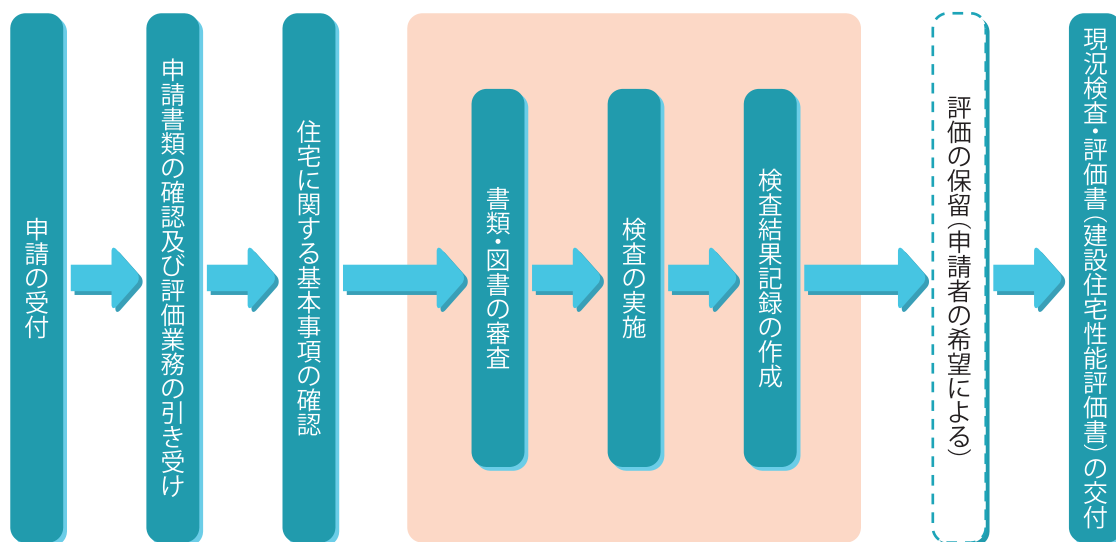 申請の受付
申請書類の確認及び評価業務の引き受け
住宅に関する基本事項の確認
書類・図書の審査
検査の実施
検査結果記録の作成
評価の保留(申請者の希望による)
現況検査・評価書(建設住宅性能評価書)の交付